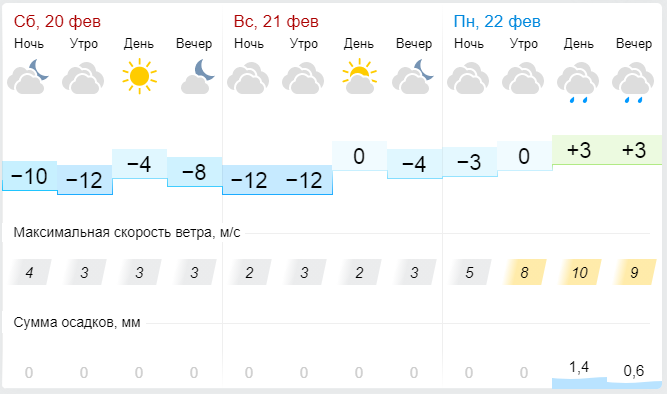 Сб, 20 фев Вс, 21 фев Пн, 22 фев
Ночь Утро День Вечер Ночь Утро День Вечер Ночь Утро День Вечер
−10 −12 −4 −8 −12 −12 0 −4 −3 0 +3 +3
Максимальная скорость ветра, м/с
4 3 3 3 2 3 2 3 5 8 10 9
Сумма осадков, мм
0 0 0 0 0 0 0 0 0 0 1,4 0,6